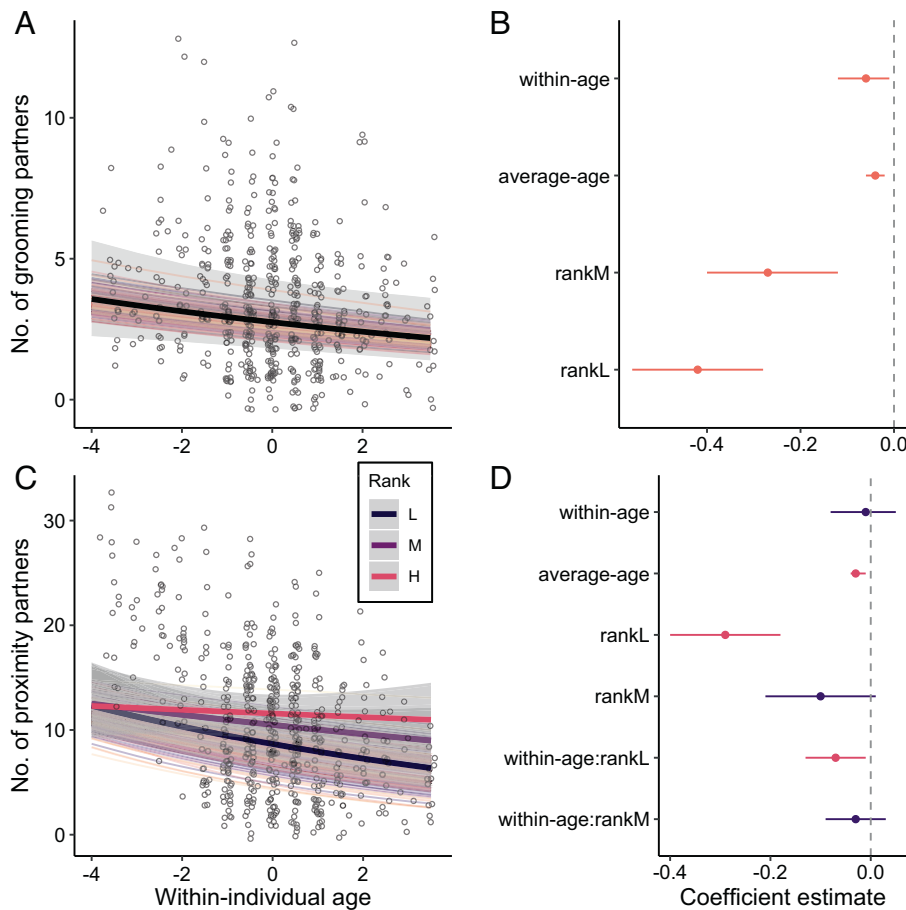 A
No. of grooming partners
10
5
0
-4
-2
0
2
B
within-age
average-age
rankM
rankL
-0.4
-0.2
0.0
C
No. of proximity partners
30
20
10
0
-4
-2
0
2
Within-individual age
Rank
L
M
H
D
within-age
average-age
rankL
rankM
within-age:rankL
within-age:rankM
-0.4
-0.2
0.0
Coefficient estimate